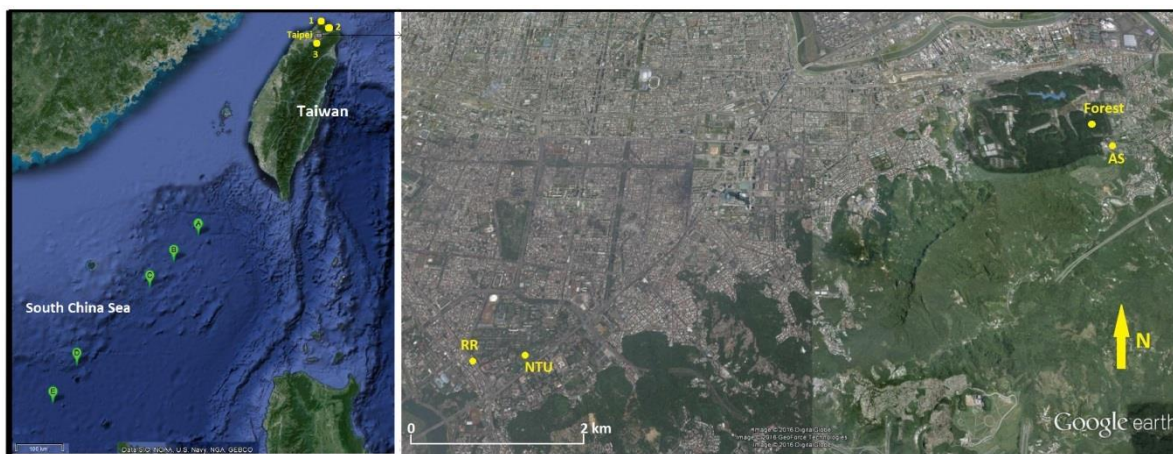 1
2
Taipei
3
Taiwan
A
B
C
South China Sea
D
E
100 km
Data SIO, NOAA, U.S. Navy, NGA, GEBCO
Forest
AS
RR
NTU
N
2 km
0
Image © 2016 DigitalGlobe
Image © 2016 GeoForce Technologies
Image © 2016 DigitalGlobe
Google earth